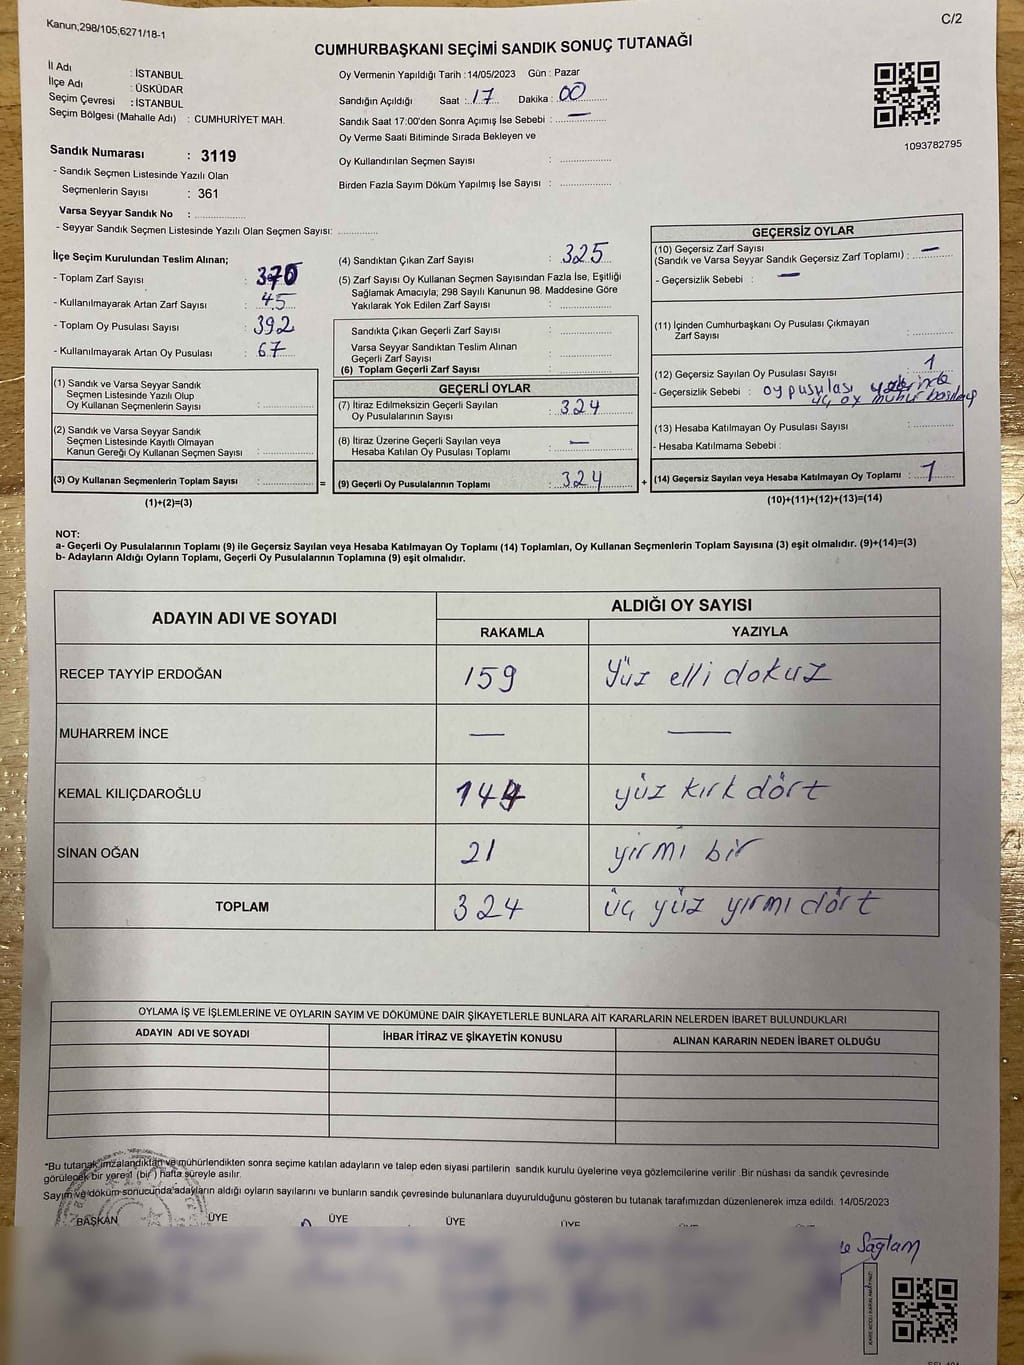 Kanun,298/105,6271/18-1
C/2
CUMHURBAŞKANI SEÇİMİ SANDIK SONUÇ TUTANAĞI
İl Adı : İSTANBUL
İlçe Adı : ÜSKÜDAR
Seçim Çevresi : İSTANBUL
Seçim Bölgesi (Mahalle Adı) : CUMHURİYET MAH.
Sandık Numarası : 3119
- Sandık Seçmen Listesinde Yazılı Olan
Seçmenlerin Sayısı : 361
Varsa Seyyar Sandık No :
- Seyyar Sandık Seçmen Listesinde Yazılı Olan Seçmen Sayısı:
Oy Vermenin Yapıldığı Tarih :14/05/2023 Gün : Pazar
Sandığın Açıldığı Saat : 17 Dakika : 00
Sandık Saat 17:00'den Sonra Açımış İse Sebebi : —
Oy Verme Saati Bitiminde Sırada Bekleyen ve
Oy Kullandırılan Seçmen Sayısı :
Birden Fazla Sayım Döküm Yapılmış İse Sayısı :
1093782795
İlçe Seçim Kurulundan Teslim Alınan;
- Toplam Zarf Sayısı : 370
- Kullanılmayarak Artan Zarf Sayısı : 45
- Toplam Oy Pusulası Sayısı : 392
- Kullanılmayarak Artan Oy Pusulası : 67
(1) Sandık ve Varsa Seyyar Sandık
Seçmen Listesinde Yazılı Olup
Oy Kullanan Seçmenlerin Sayısı :
(2) Sandık ve Varsa Seyyar Sandık
Seçmen Listesinde Kayıtlı Olmayan
Kanun Gereği Oy Kullanan Seçmen Sayısı :
(3) Oy Kullanan Seçmenlerin Toplam Sayısı :
(1)+(2)=(3)
=
(4) Sandıktan Çıkan Zarf Sayısı : 325
(5) Zarf Sayısı Oy Kullanan Seçmen Sayısından Fazla İse, Eşitliği
Sağlamak Amacıyla; 298 Sayılı Kanunun 98. Maddesine Göre
Yakılarak Yok Edilen Zarf Sayısı :
Sandıkta Çıkan Geçerli Zarf Sayısı :
Varsa Seyyar Sandıktan Teslim Alınan
Geçerli Zarf Sayısı :
(6) Toplam Geçerli Zarf Sayısı :
GEÇERLİ OYLAR
(7) İtiraz Edilmeksizin Geçerli Sayılan
Oy Pusulalarının Sayısı : 324
(8) İtiraz Üzerine Geçerli Sayılan veya
Hesaba Katılan Oy Pusulası Toplamı : —
(9) Geçerli Oy Pusulalarının Toplamı : 324
+
GEÇERSİZ OYLAR
(10) Geçersiz Zarf Sayısı
(Sandık ve Varsa Seyyar Sandık Geçersiz Zarf Toplamı) : —
- Geçersizlik Sebebi : —
(11) İçinden Cumhurbaşkanı Oy Pusulası Çıkmayan
Zarf Sayısı :
(12) Geçersiz Sayılan Oy Pusulası Sayısı : 1
- Geçersizlik Sebebi : oy pusulası
(13) Hesaba Katılmayan Oy Pusulası Sayısı :
- Hesaba Katılmama Sebebi :
(14) Geçersiz Sayılan veya Hesaba Katılmayan Oy Toplamı : 1
(10)+(11)+(12)+(13)=(14)
NOT:
a- Geçerli Oy Pusulalarının Toplamı (9) ile Geçersiz Sayılan veya Hesaba Katılmayan Oy Toplamı (14) Toplamları, Oy Kullanan Seçmenlerin Toplam Sayısına (3) eşit olmalıdır. (9)+(14)=(3)
b- Adayların Aldığı Oyların Toplamı, Geçerli Oy Pusulalarının Toplamına (9) eşit olmalıdır.
ADAYIN ADI VE SOYADI
ALDIĞI OY SAYISI
RAKAMLA YAZIYLA
RECEP TAYYİP ERDOĞAN 159 Yüz elli dokuz
MUHARREM İNCE — —
KEMAL KILIÇDAROĞLU 144 yüz kırk dört
SİNAN OĞAN 21 yirmi bir
TOPLAM 324 üç yüz yirmi dört
OYLAMA İŞ VE İŞLEMLERİNE VE OYLARIN SAYIM VE DÖKÜMÜNE DAİR ŞİKAYETLERLE BUNLARA AİT KARARLARIN NELERDEN İBARET BULUNDUKLARI
ADAYIN ADI VE SOYADI İHBAR İTİRAZ VE ŞİKAYETİN KONUSU ALINAN KARARIN NEDEN İBARET OLDUĞU
*Bu tutanak imzalandıktan ve mühürlendikten sonra seçime katılan adayların ve talep eden siyasi partilerin sandık kurulu üyelerine veya gözlemcilerine verilir .Bir nüshası da sandık çevresinde
görülecek bir yere 1 (bir ) hafta süreyle asılır.
Sayım ve döküm sonucunda adayların aldığı oyların sayılarını ve bunların sandık çevresinde bulunanlara duyurulduğunu gösteren bu tutanak tarafımızdan düzenlenerek imza edildi. 14/05/2023
BAŞKAN ÜYE ÜYE ÜYE ÜYE
Sağlam